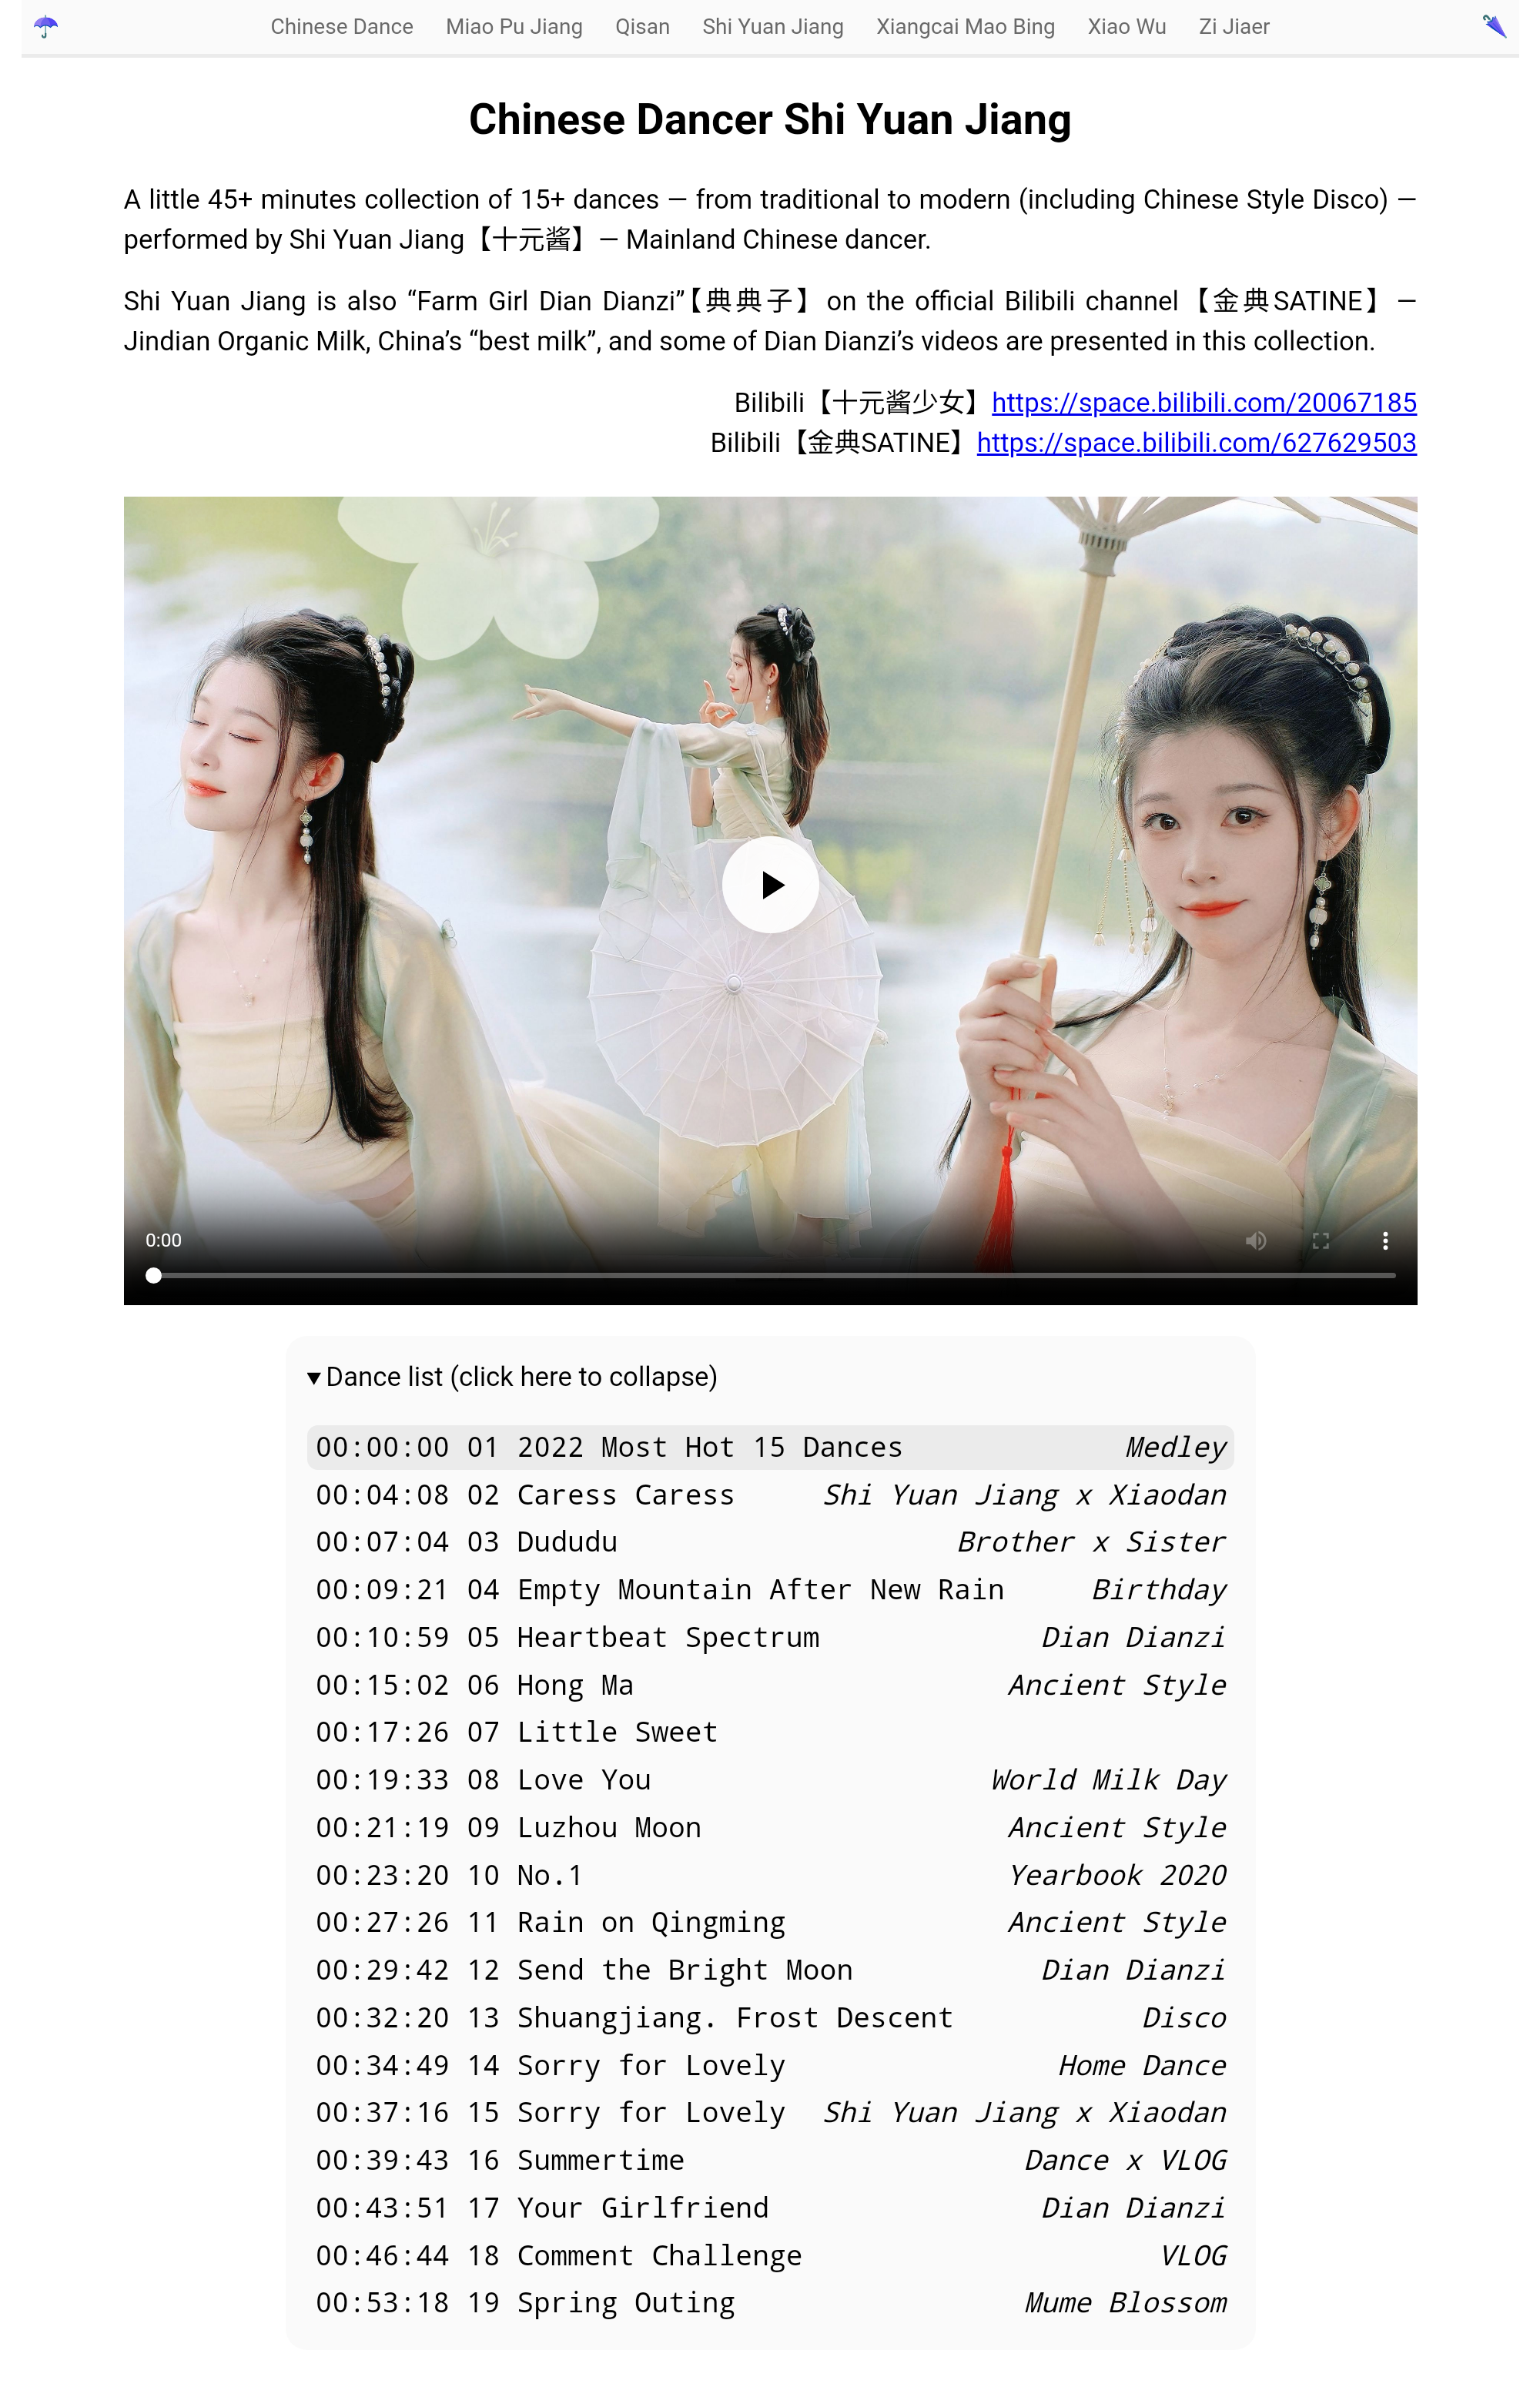 Chinese Dance Miao Pu Jiang Qisan Shi Yuan Jiang Xiangcai Mao Bing Xiao Wu Zi Jiaer
Chinese Dancer Shi Yuan Jiang
A little 45+ minutes collection of 15+ dances — from traditional to modern (including Chinese Style Disco) —
performed by Shi Yuan Jiang【十元酱】— Mainland Chinese dancer.
Shi Yuan Jiang is also “Farm Girl Dian Dianzi”【典典子】on the official Bilibili channel【金典SATINE】—
Jindian Organic Milk, China’s “best milk”, and some of Dian Dianzi’s videos are presented in this collection.
Bilibili【十元酱少女】https://space.bilibili.com/20067185
Bilibili【金典SATINE】https://space.bilibili.com/627629503
0:00
Dance list (click here to collapse)
00:00:00 01 2022 Most Hot 15 Dances Medley
00:04:08 02 Caress Caress Shi Yuan Jiang x Xiaodan
00:07:04 03 Dududu Brother x Sister
00:09:21 04 Empty Mountain After New Rain Birthday
00:10:59 05 Heartbeat Spectrum Dian Dianzi
00:15:02 06 Hong Ma Ancient Style
00:17:26 07 Little Sweet
00:19:33 08 Love You World Milk Day
00:21:19 09 Luzhou Moon Ancient Style
00:23:20 10 No.1 Yearbook 2020
00:27:26 11 Rain on Qingming Ancient Style
00:29:42 12 Send the Bright Moon Dian Dianzi
00:32:20 13 Shuangjiang. Frost Descent Disco
00:34:49 14 Sorry for Lovely Home Dance
00:37:16 15 Sorry for Lovely Shi Yuan Jiang x Xiaodan
00:39:43 16 Summertime Dance x VLOG
00:43:51 17 Your Girlfriend Dian Dianzi
00:46:44 18 Comment Challenge VLOG
00:53:18 19 Spring Outing Mume Blossom